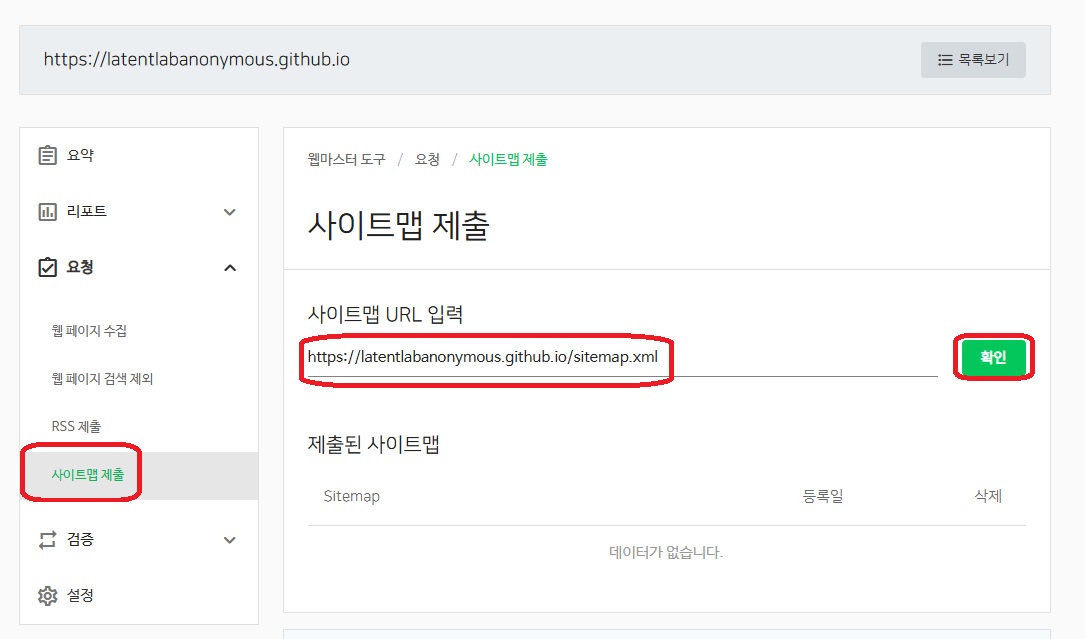 https://latentlabanonymous.github.io
목록보기
요약
리포트
요청
웹 페이지 수집
웹 페이지 검색 제외
RSS 제출
사이트맵 제출
검증
설정
웹마스터 도구 / 요청 / 사이트맵 제출
사이트맵 제출
사이트맵 URL 입력
https://latentlabanonymous.github.io/sitemap.xml
확인
제출된 사이트맵
Sitemap 등록일 삭제
데이터가 없습니다.